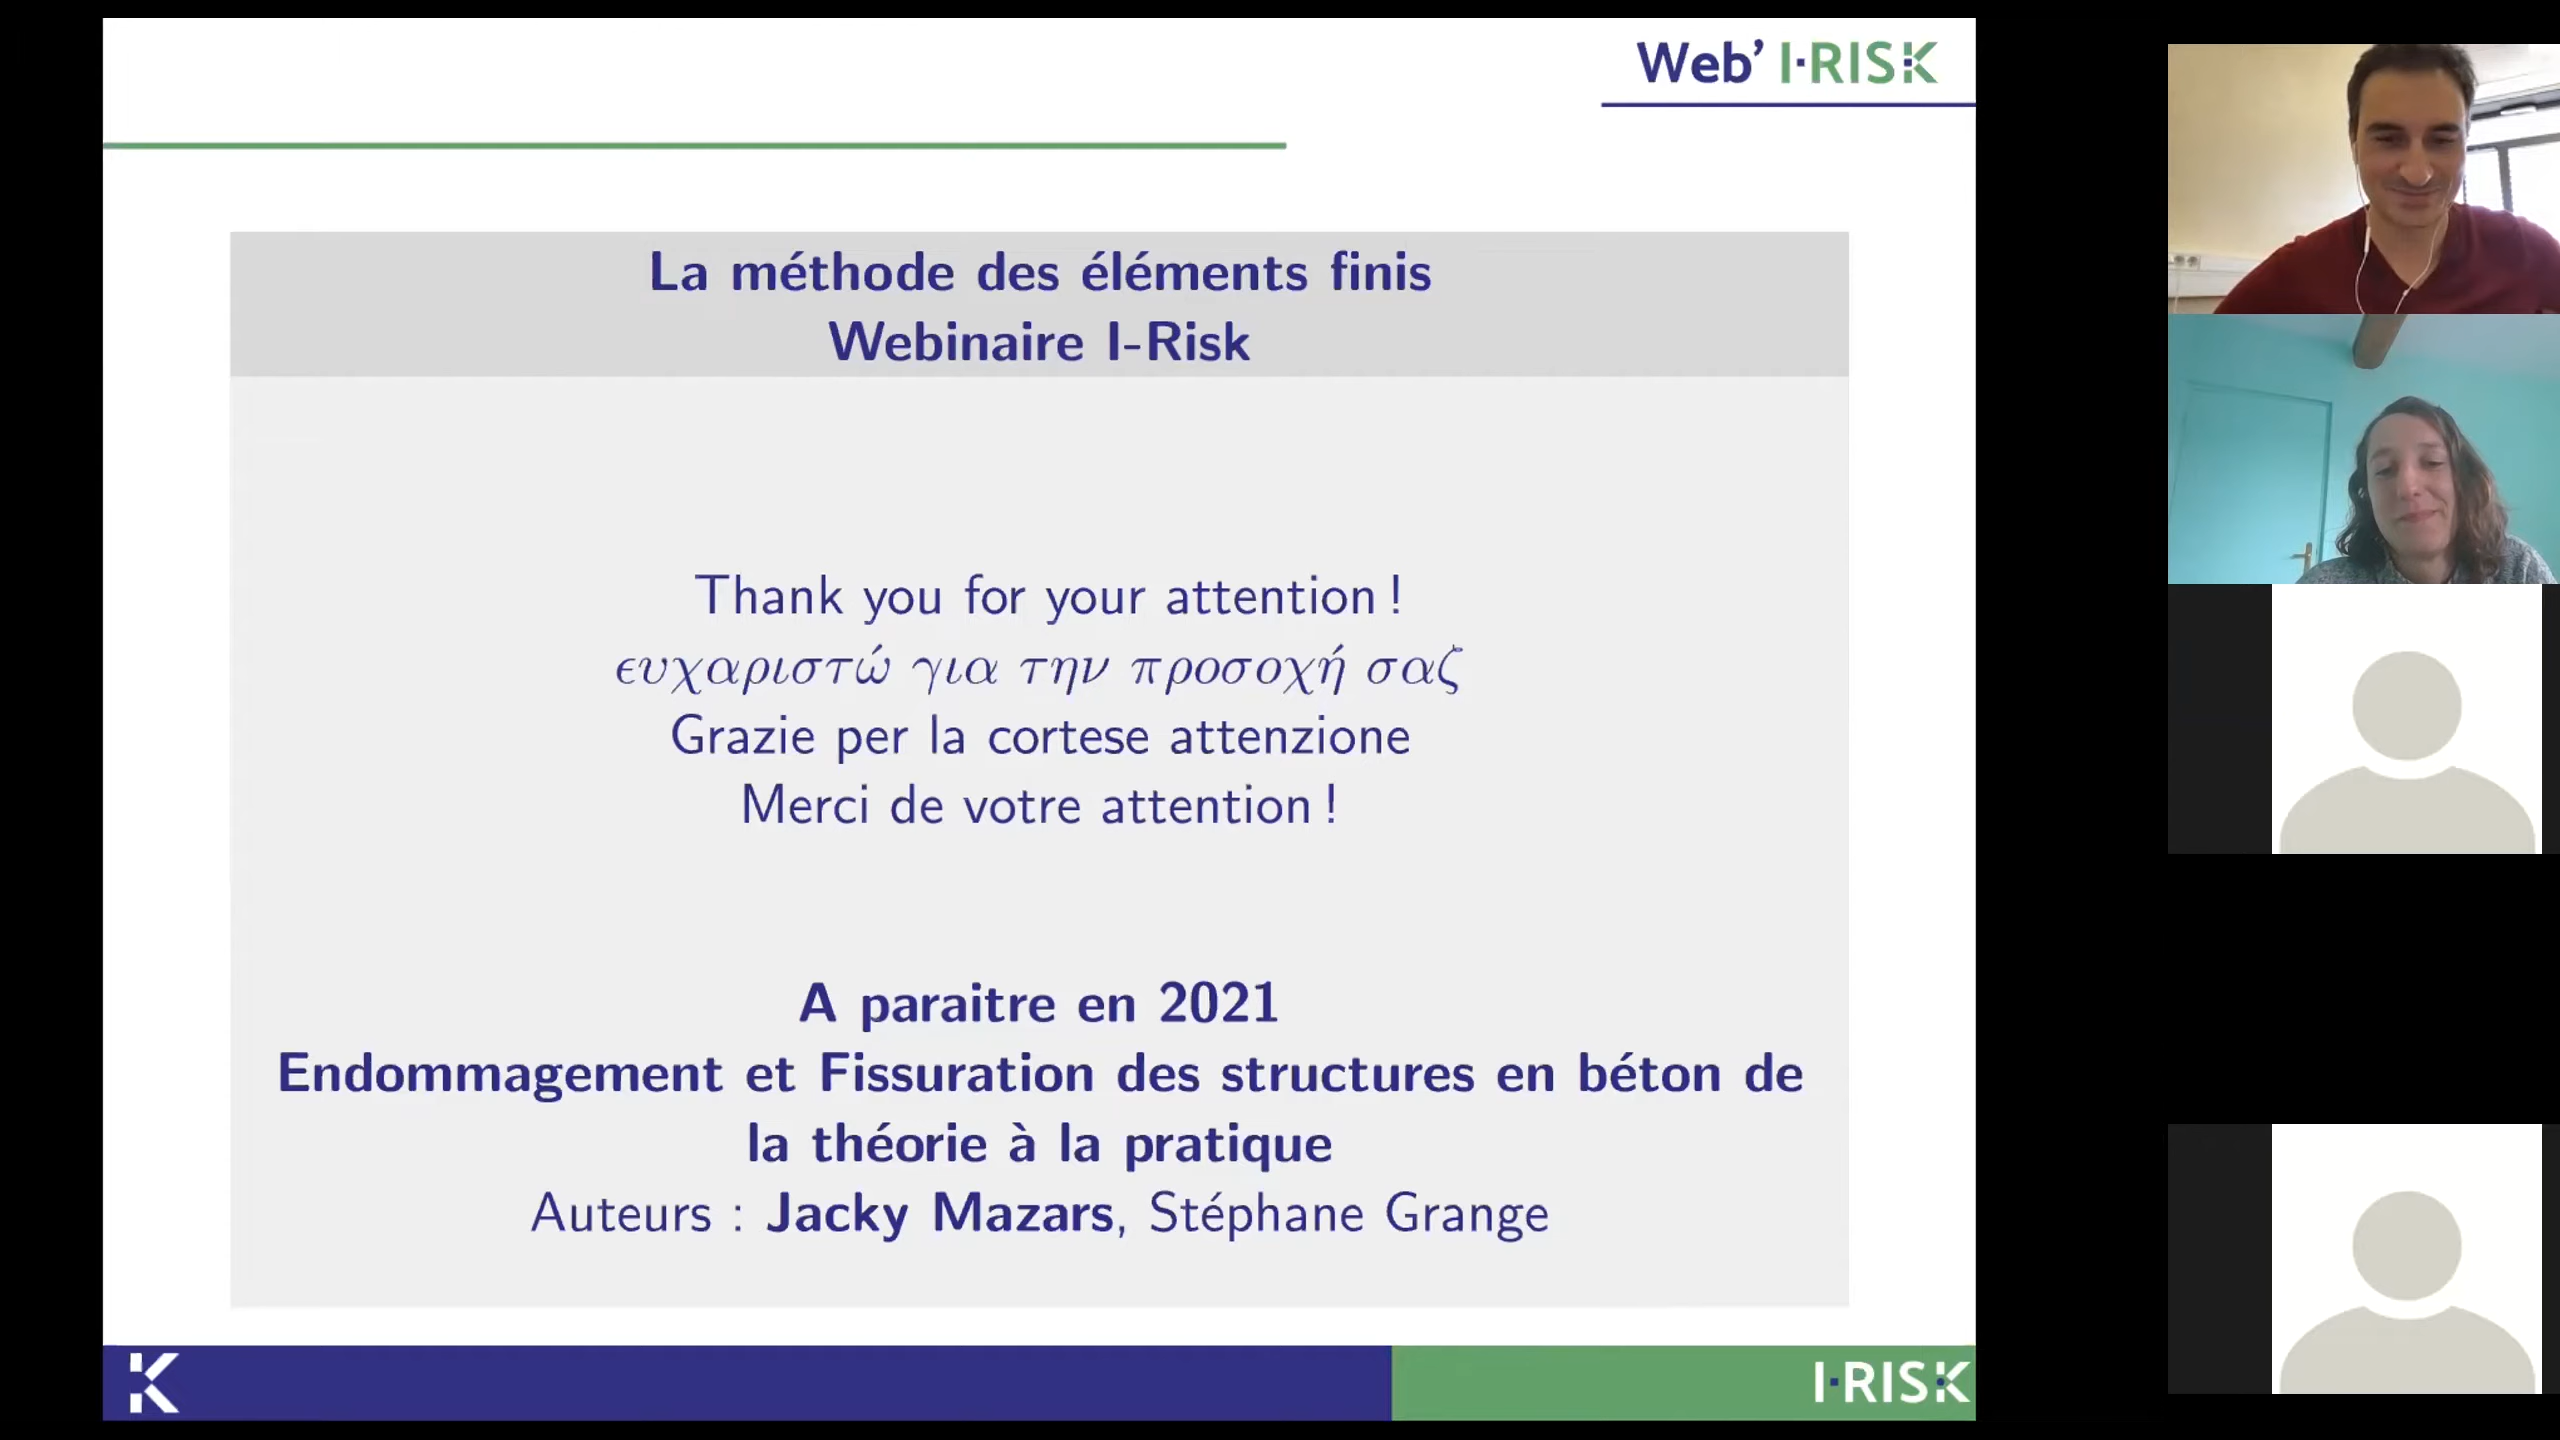 Web’ I·RISK
La méthode des éléments finis
Webinaire I-Risk
Thank you for your attention !
ευχαριστώ για την προσοχή σαζ
Grazie per la cortese attenzione
Merci de votre attention !
A paraitre en 2021
Endommagement et Fissuration des structures en béton de
la théorie à la pratique
Auteurs : Jacky Mazars, Stéphane Grange
K
I·RISK